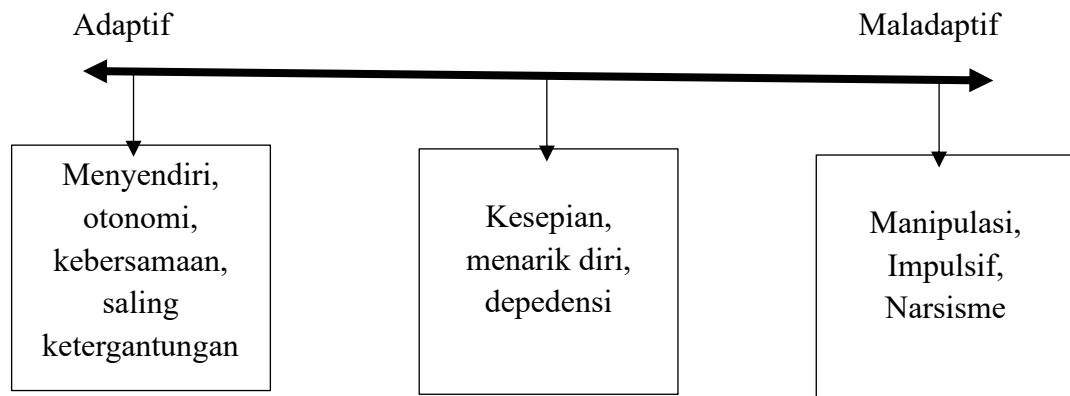 Adaptif
Maladaptif
Menyendiri,
otonomi,
kebersamaan,
saling
ketergantungan
Kesepian,
menarik diri,
depedensi
Manipulasi,
Impulsif,
Narsisme